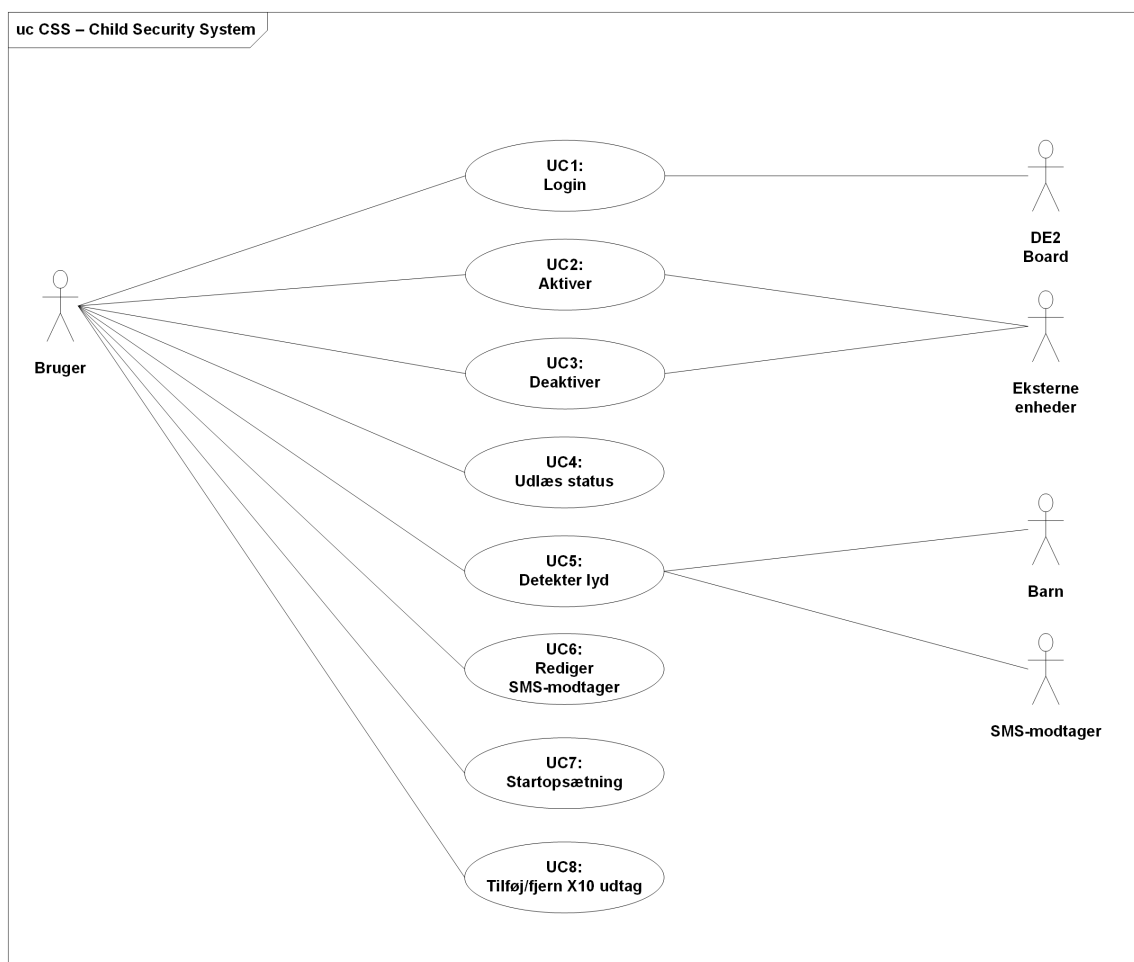 uc CSS – Child Security System
UC1:
Login
DE2
Board
UC2:
Aktiver
Bruger
UC3:
Deaktiver
Eksterne
enheder
UC4:
Udlæs status
UC5:
Detekter lyd
Barn
UC6:
Rediger
SMS-modtager
SMS-modtager
UC7:
Startopsætning
UC8:
Tilføj/fjern X10 udtag